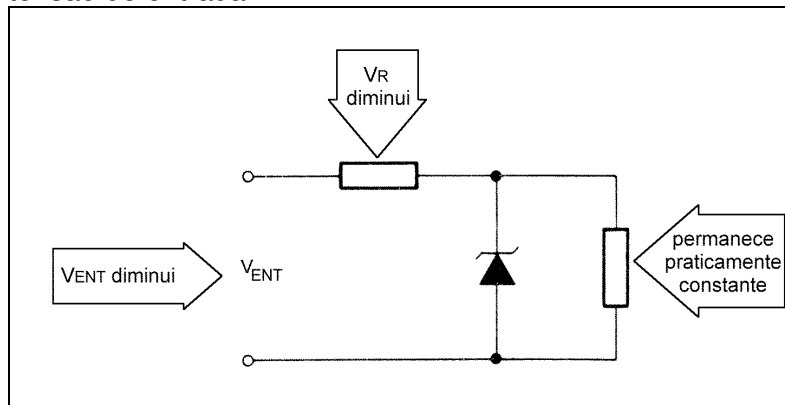 VR
diminui
VENT diminui
VENT
permanece
praticamente
constante